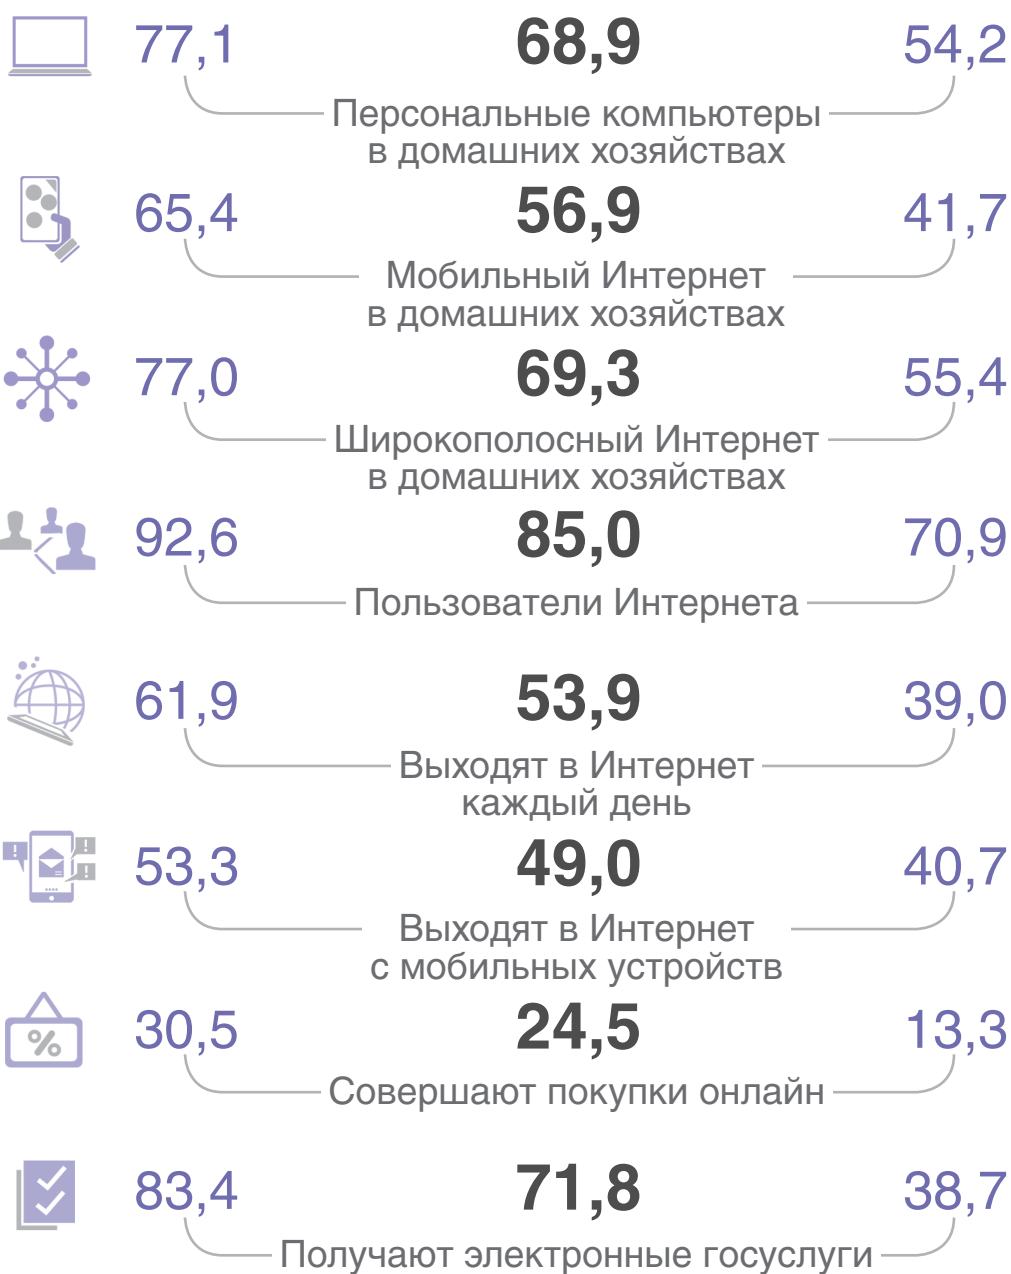 77,1 68,9 54,2
Персональные компьютеры
в домашних хозяйствах
65,4 56,9 41,7
Мобильный Интернет
в домашних хозяйствах
77,0 69,3 55,4
Широкополосный Интернет
в домашних хозяйствах
92,6 85,0 70,9
Пользователи Интернета
61,9 53,9 39,0
Выходят в Интернет
каждый день
53,3 49,0 40,7
Выходят в Интернет
с мобильных устройств
% 30,5 24,5 13,3
Совершают покупки онлайн
83,4 71,8 38,7
Получают электронные госуслуги